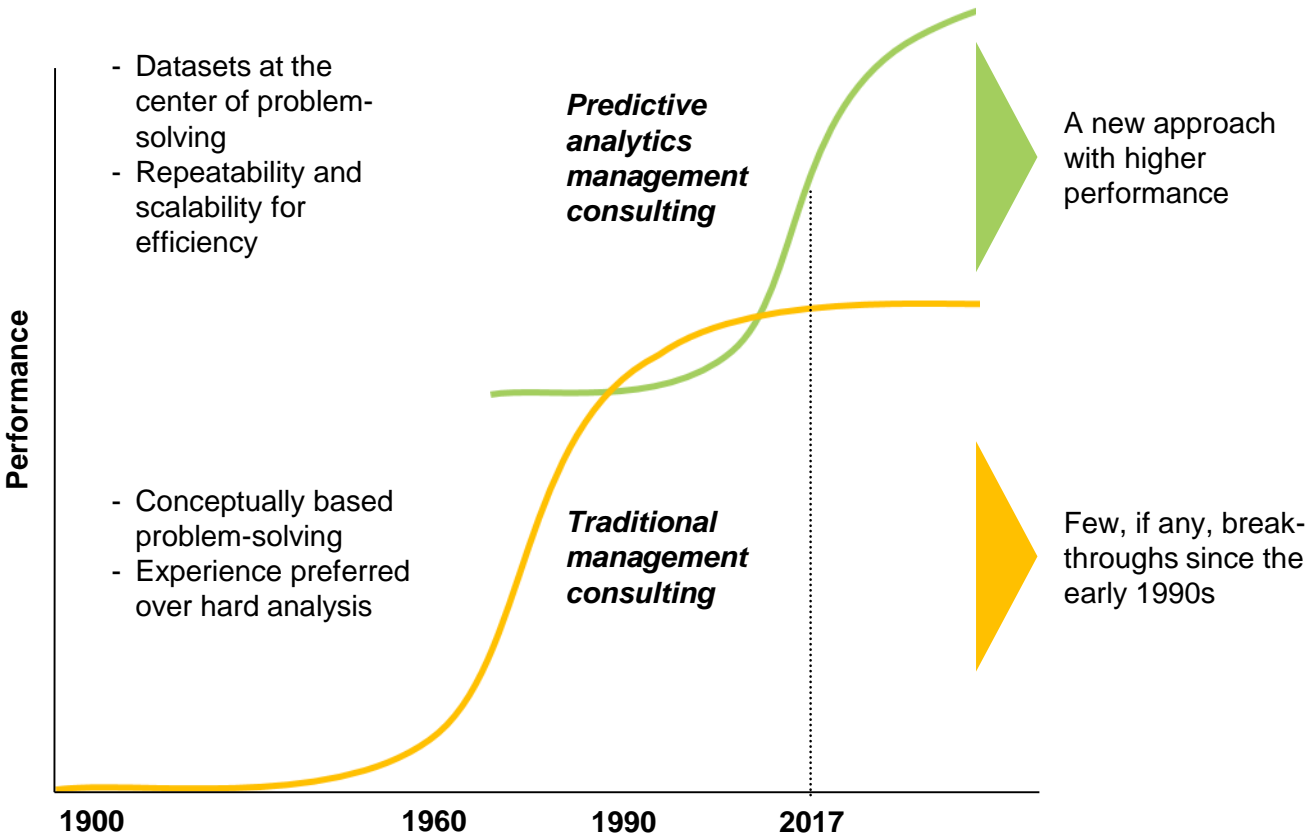 - Datasets at the
center of problem-
solving
- Repeatability and
scalability for
efficiency
Predictive
analytics
management
consulting
A new approach
with higher
performance
Performance
- Conceptually based
problem-solving
- Experience preferred
over hard analysis
Traditional
management
consulting
Few, if any, break-
throughs since the
early 1990s
1900 1960 1990 2017